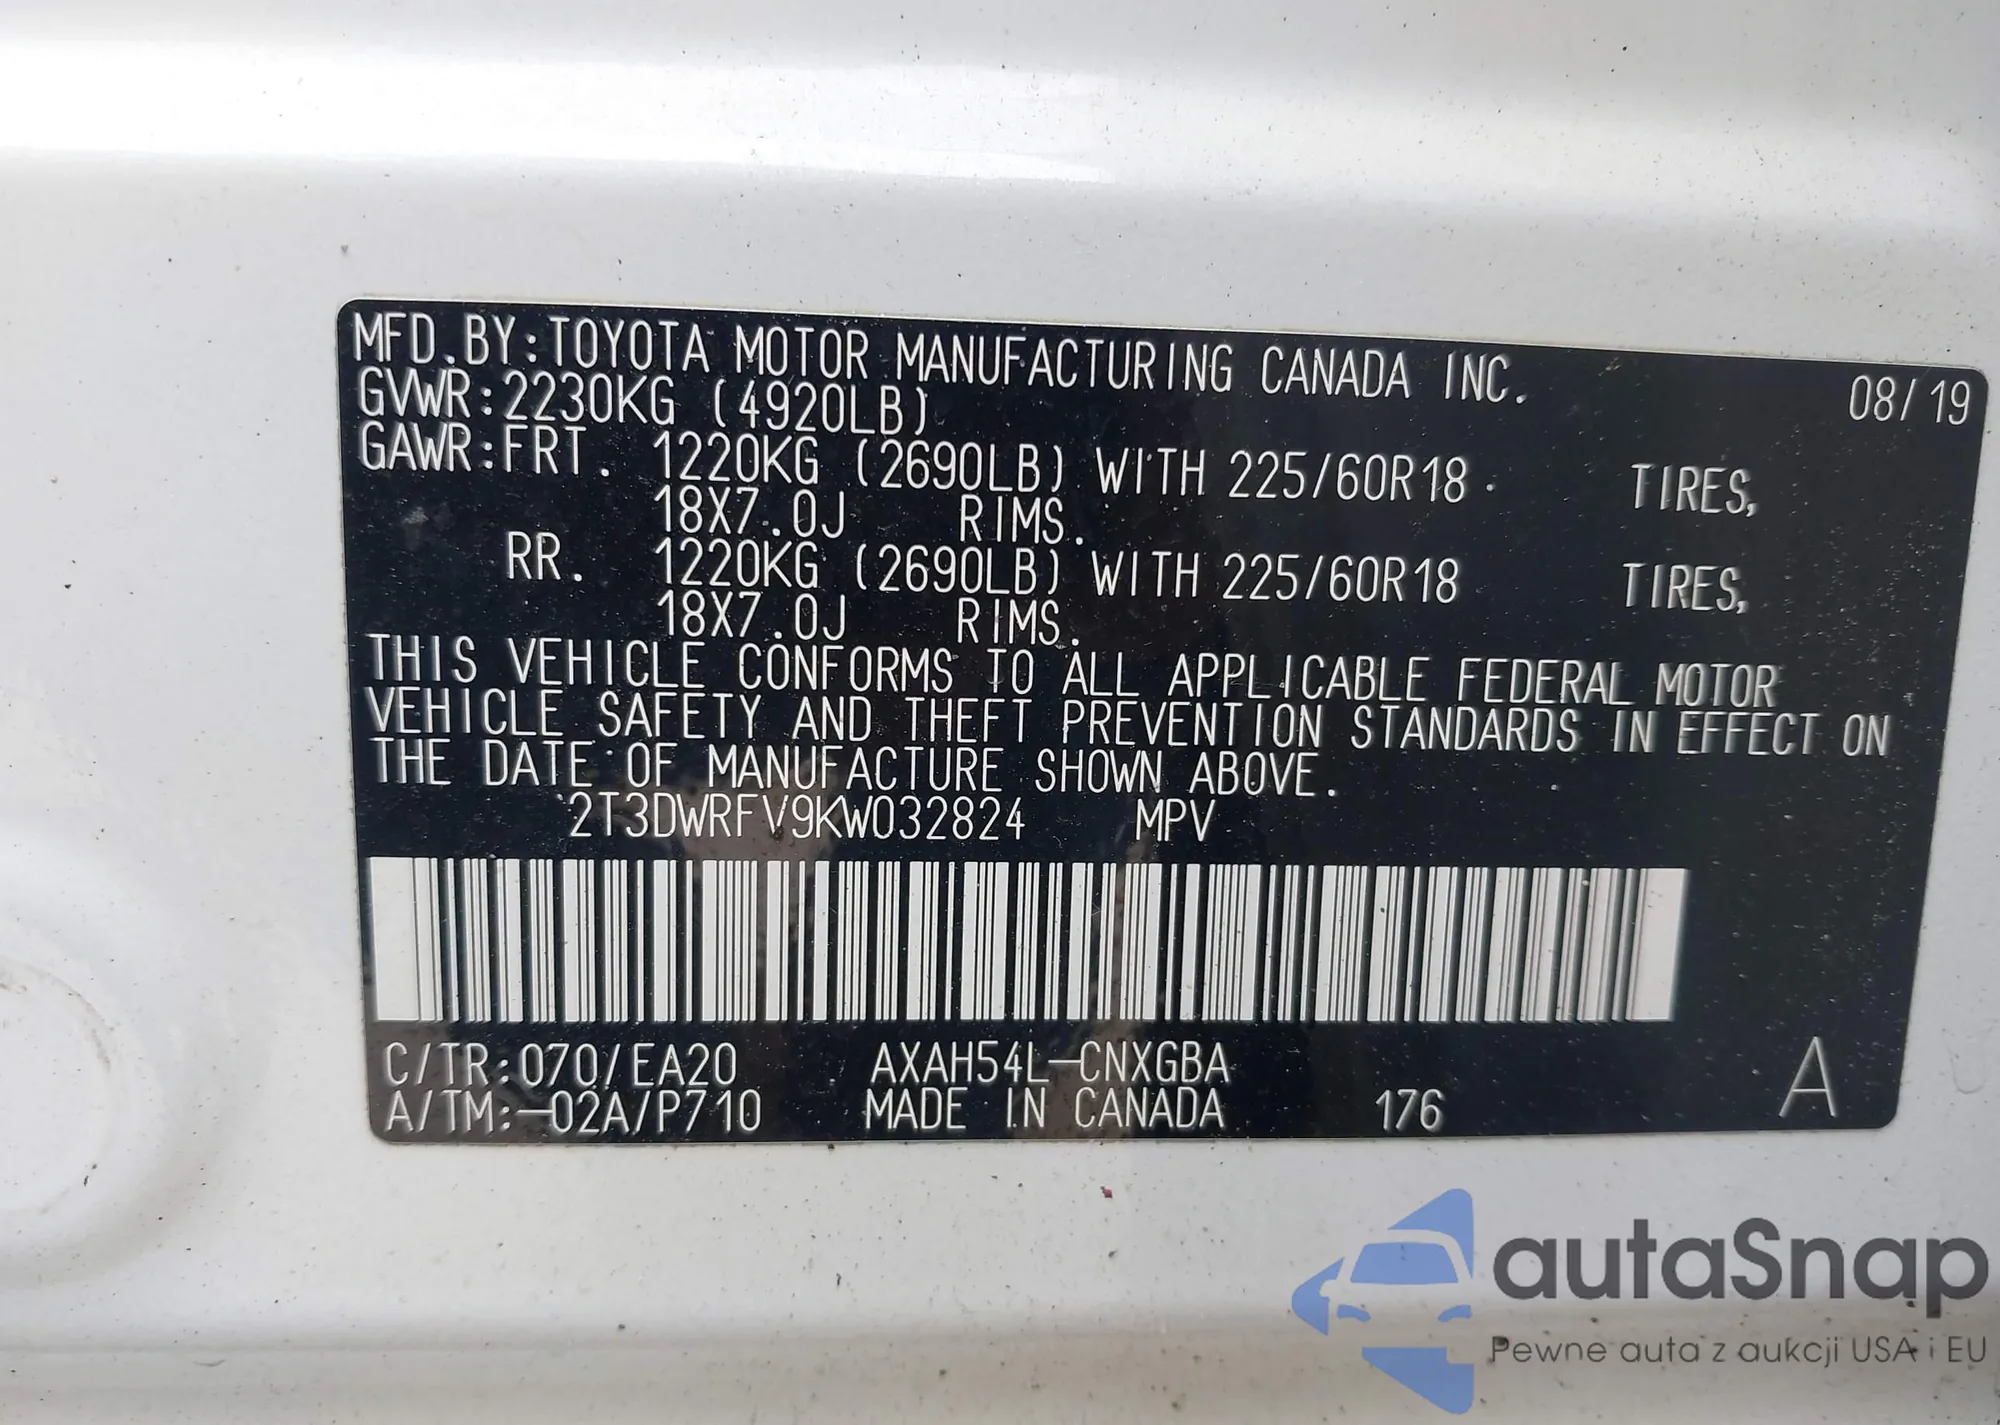 MFD.BY:TOYOTA MOTOR MANUFACTURING CANADA INC. 08/19
GVWR:2230KG (4920LB)
GAWR:FRT. 1220KG (2690LB) WITH 225/60R18 TIRES,
18X7.0J RIMS.
RR. 1220KG (2690LB) WITH 225/60R18 TIRES,
18X7.0J RIMS.
THIS VEHICLE CONFORMS TO ALL APPLICABLE FEDERAL MOTOR
VEHICLE SAFETY AND THEFT PREVENTION STANDARDS IN EFFECT ON
THE DATE OF MANUFACTURE SHOWN ABOVE.
2T3DWRFV9KW032824 MPV
C/TR:070/EA20 AXAH54L-CNXGBA A
A/TM:-02A/P710 MADE IN CANADA 176
autaSnap
Pewne auta z aukcji USA i EU